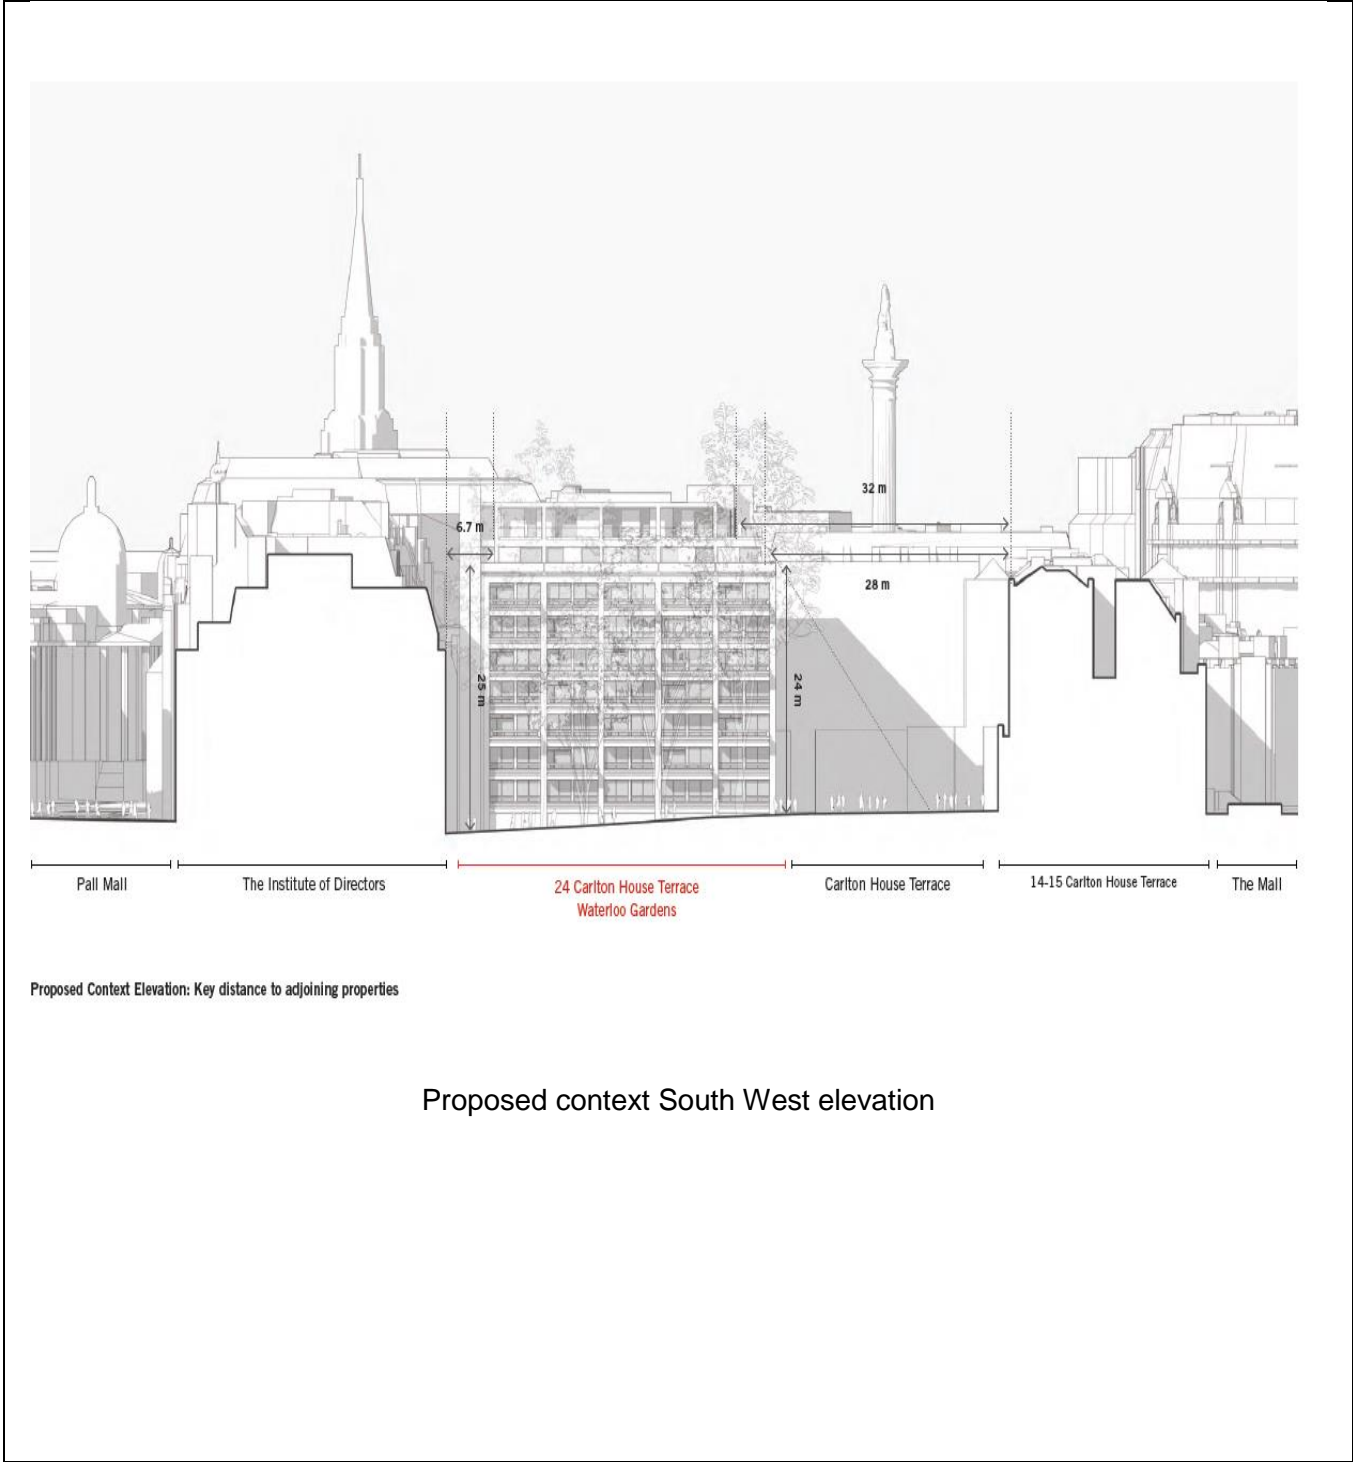 32 m
6.7 m
28 m
25 m
24 m
Pall Mall
The Institute of Directors
24 Carlton House Terrace
Waterloo Gardens
Carlton House Terrace
14-15 Carlton House Terrace
The Mall
Proposed Context Elevation: Key distance to adjoining properties
Proposed context South West elevation